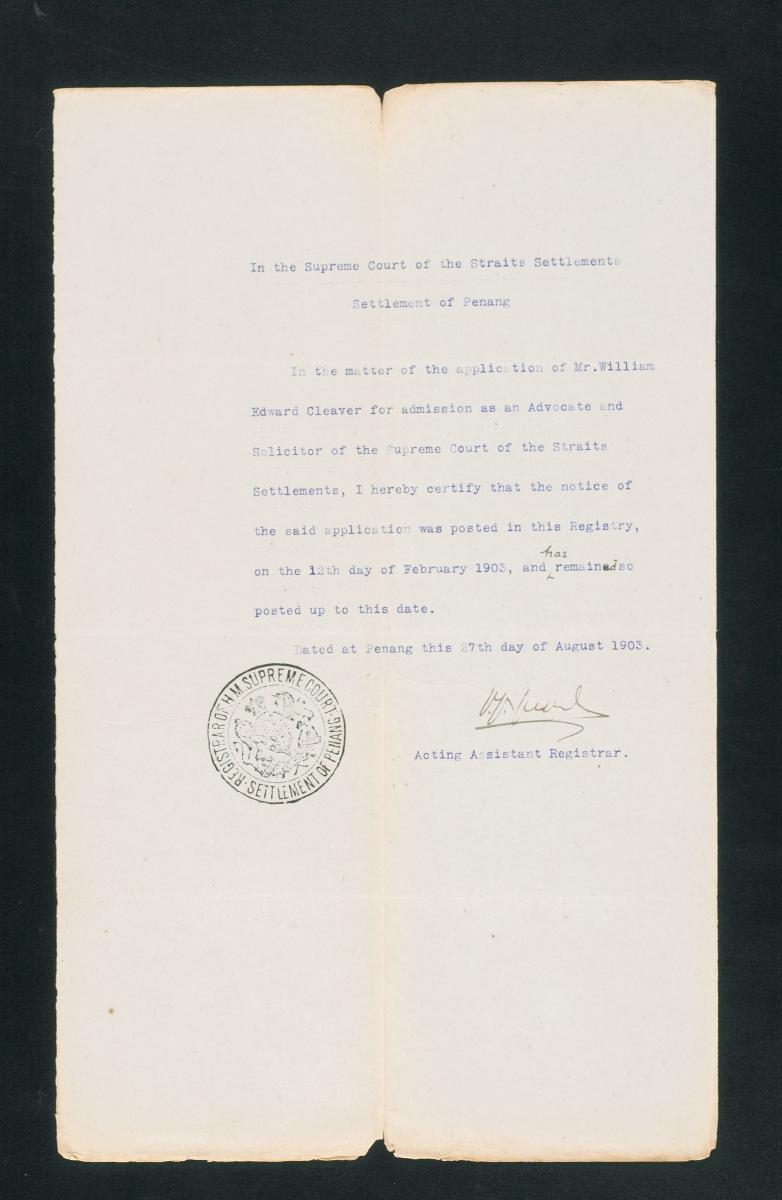 In the Supreme Court of the Straits Settlements
Settlement of Penang
In the matter of the application of Mr.William
Edward Cleaver for admission as an Advocate and
Solicitor of the Supreme Court of the Straits
Settlements, I hereby certify that the notice of
the said application was posted in this Registry,
on the 12th day of February 1903, and has remained so
posted up to this date.
Dated at Penang this 27th day of August 1903.
Acting Assistant Registrar.
REGISTRAR OF H.M. SUPREME COURT· SETTLEMENT OF PENANG·